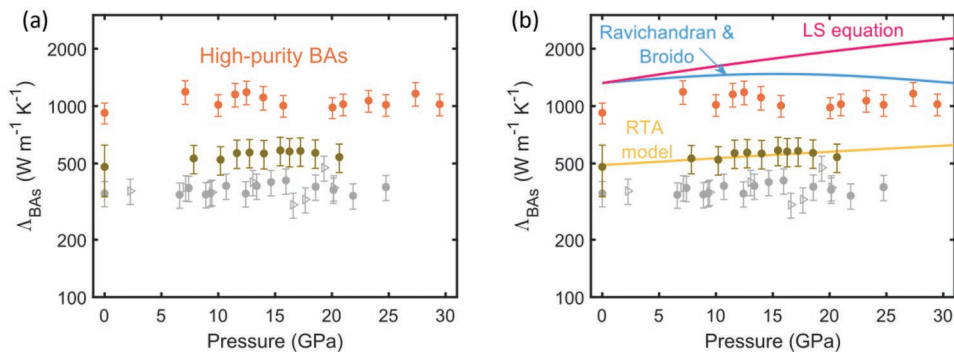 (a)
2000
1000
500
200
100
Λ_BAs (W m⁻¹ K⁻¹)
High-purity BAs
0 5 10 15 20 25 30
Pressure (GPa)
(b)
2000
1000
500
200
100
Λ_BAs (W m⁻¹ K⁻¹)
LS equation
Ravichandran &
Broido
RTA
model
0 5 10 15 20 25 30
Pressure (GPa)